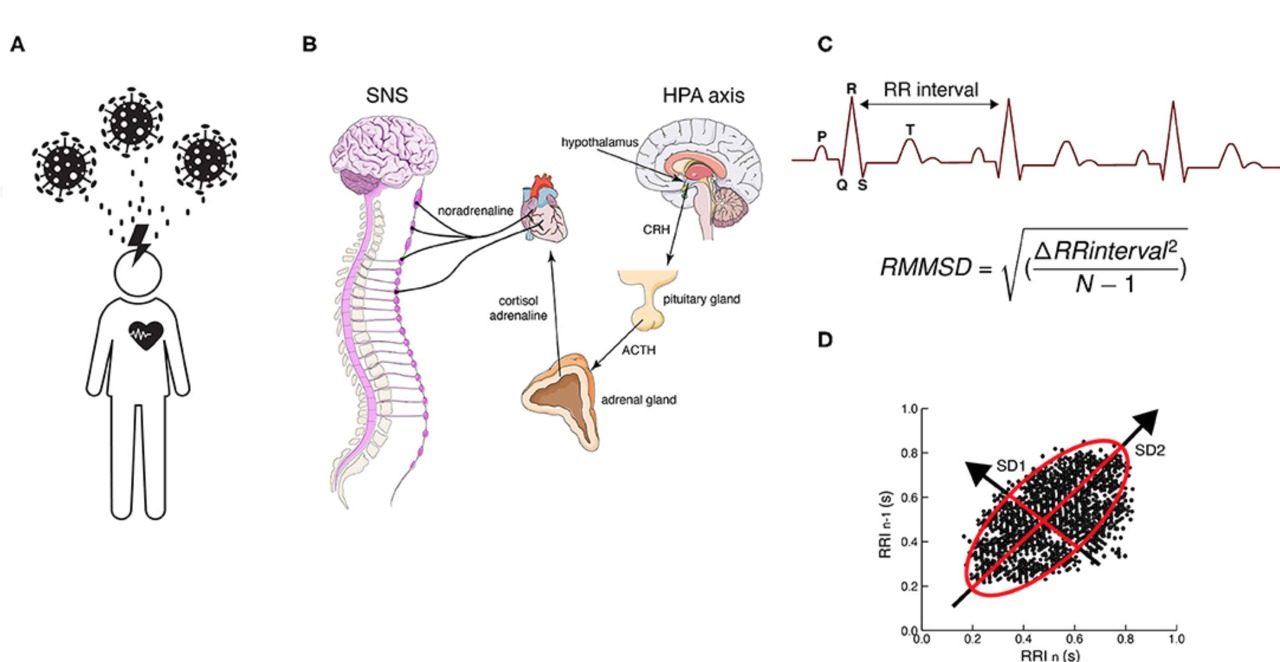 A
B
SNS
HPA axis
hypothalamus
noradrenaline
CRH
cortisol
adrenaline
pituitary gland
ACTH
adrenal gland
C
R
RR interval
P
T
Q
S
RMMSD = √(ΔRRinterval² / N − 1)
D
1.0
0.8
0.6
0.4
0.2
0.0
RRI n-1 (s)
SD1
SD2
0.0 0.2 0.4 0.6 0.8 1.0
RRI n (s)